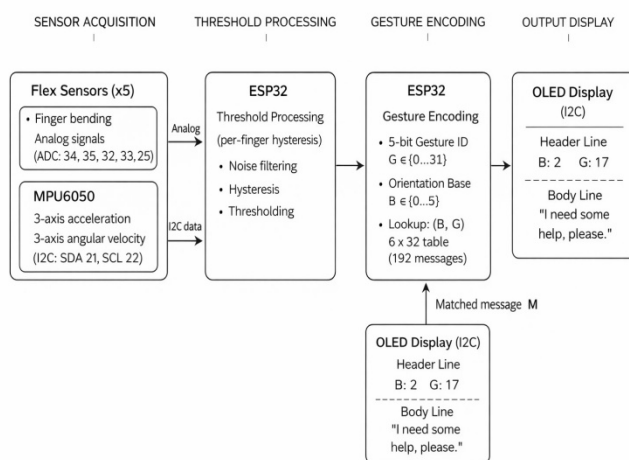 SENSOR ACQUISITION
THRESHOLD PROCESSING
GESTURE ENCODING
OUTPUT DISPLAY
Flex Sensors (x5)
• Finger bending
Analog signals
(ADC: 34, 35, 32, 33,25)
MPU6050
3-axis acceleration
3-axis angular velocity
(I2C: SDA 21, SCL 22)
Analog
I2C data
ESP32
Threshold Processing
(per-finger hysteresis)
• Noise filtering
• Hysteresis
• Thresholding
ESP32
Gesture Encoding
• 5-bit Gesture ID
G ∈ {0...31}
• Orientation Base
B ∈ {0...5}
• Lookup: (B, G)
6 x 32 table
(192 messages)
OLED Display
(I2C)
Header Line
B: 2 G: 17
Body Line
"I need some
help, please."
Matched message M
OLED Display (I2C)
Header Line
B: 2 G: 17
Body Line
"I need some
help, please."